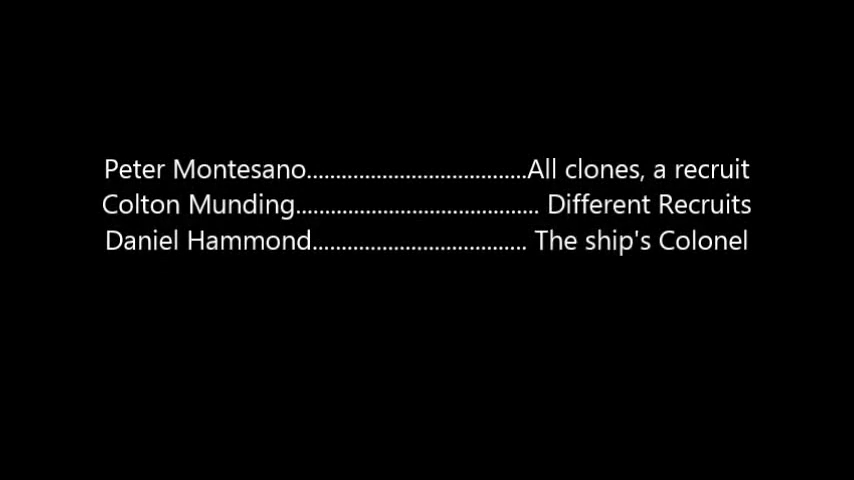 Peter Montesano.....................................All clones, a recruit
Colton Munding......................................... Different Recruits
Daniel Hammond.................................... The ship's Colonel